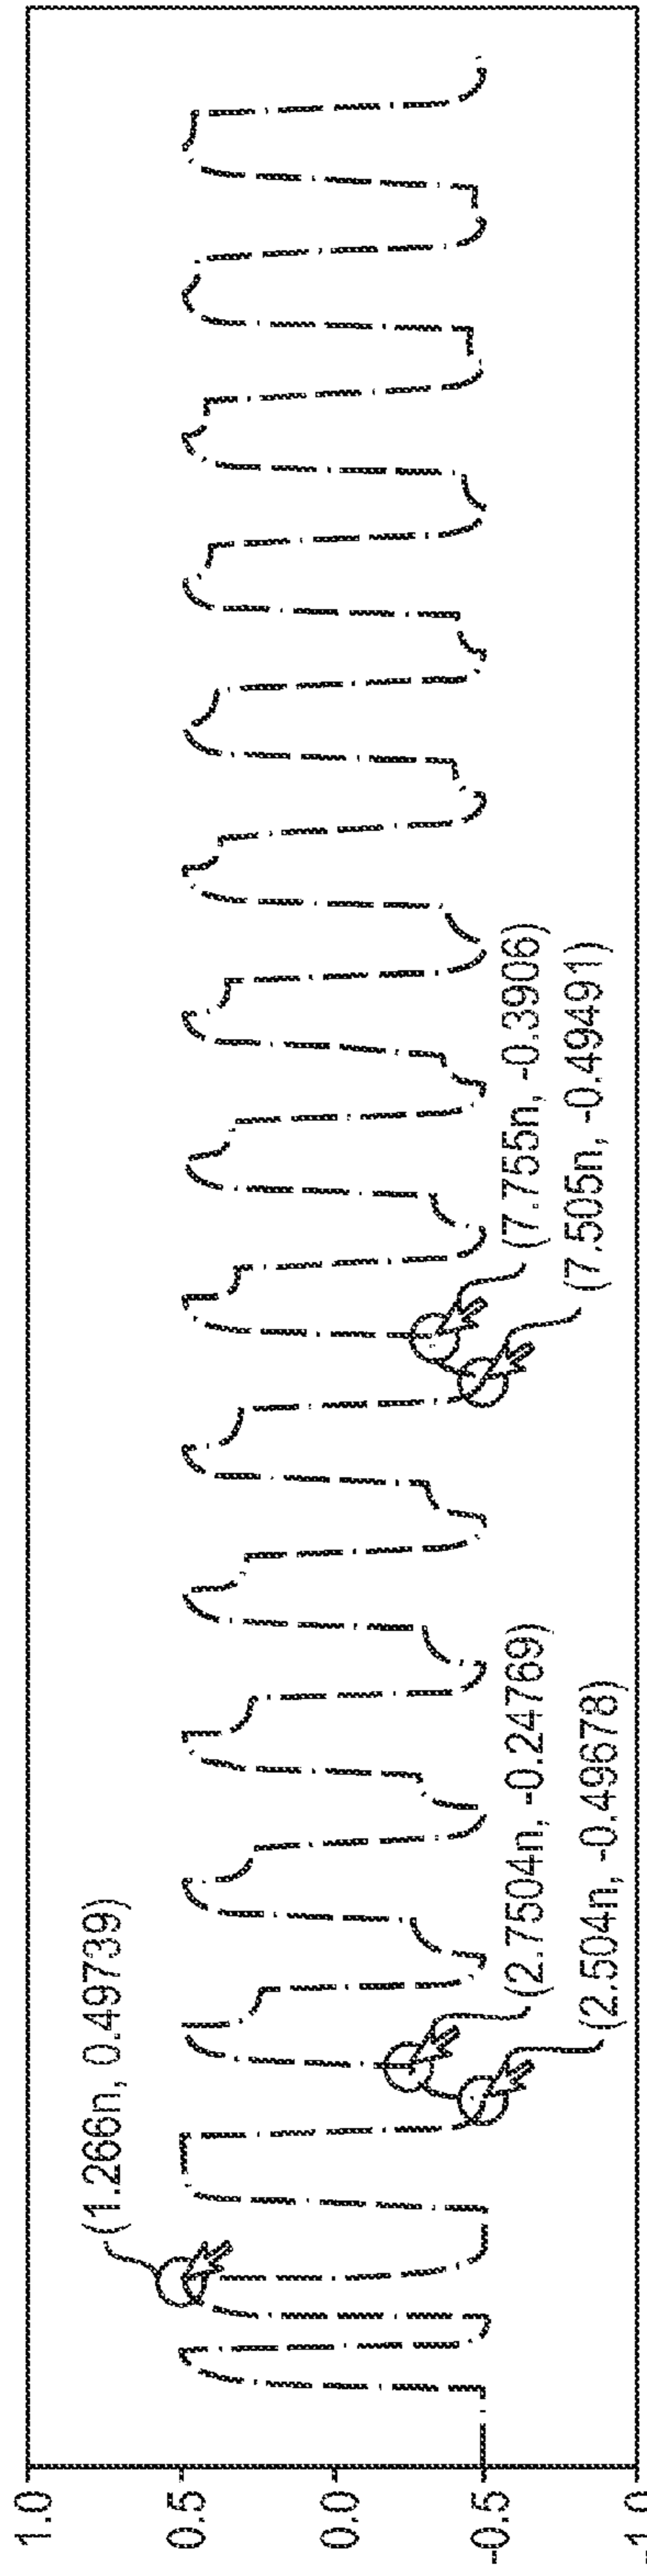 1.0
0.5
0.0
-0.5
-1.0
(1.266n, 0.49739)
(2.7504n, -0.24769)
(2.504n, -0.49678)
(7.755n, -0.3906)
(7.505n, -0.49491)